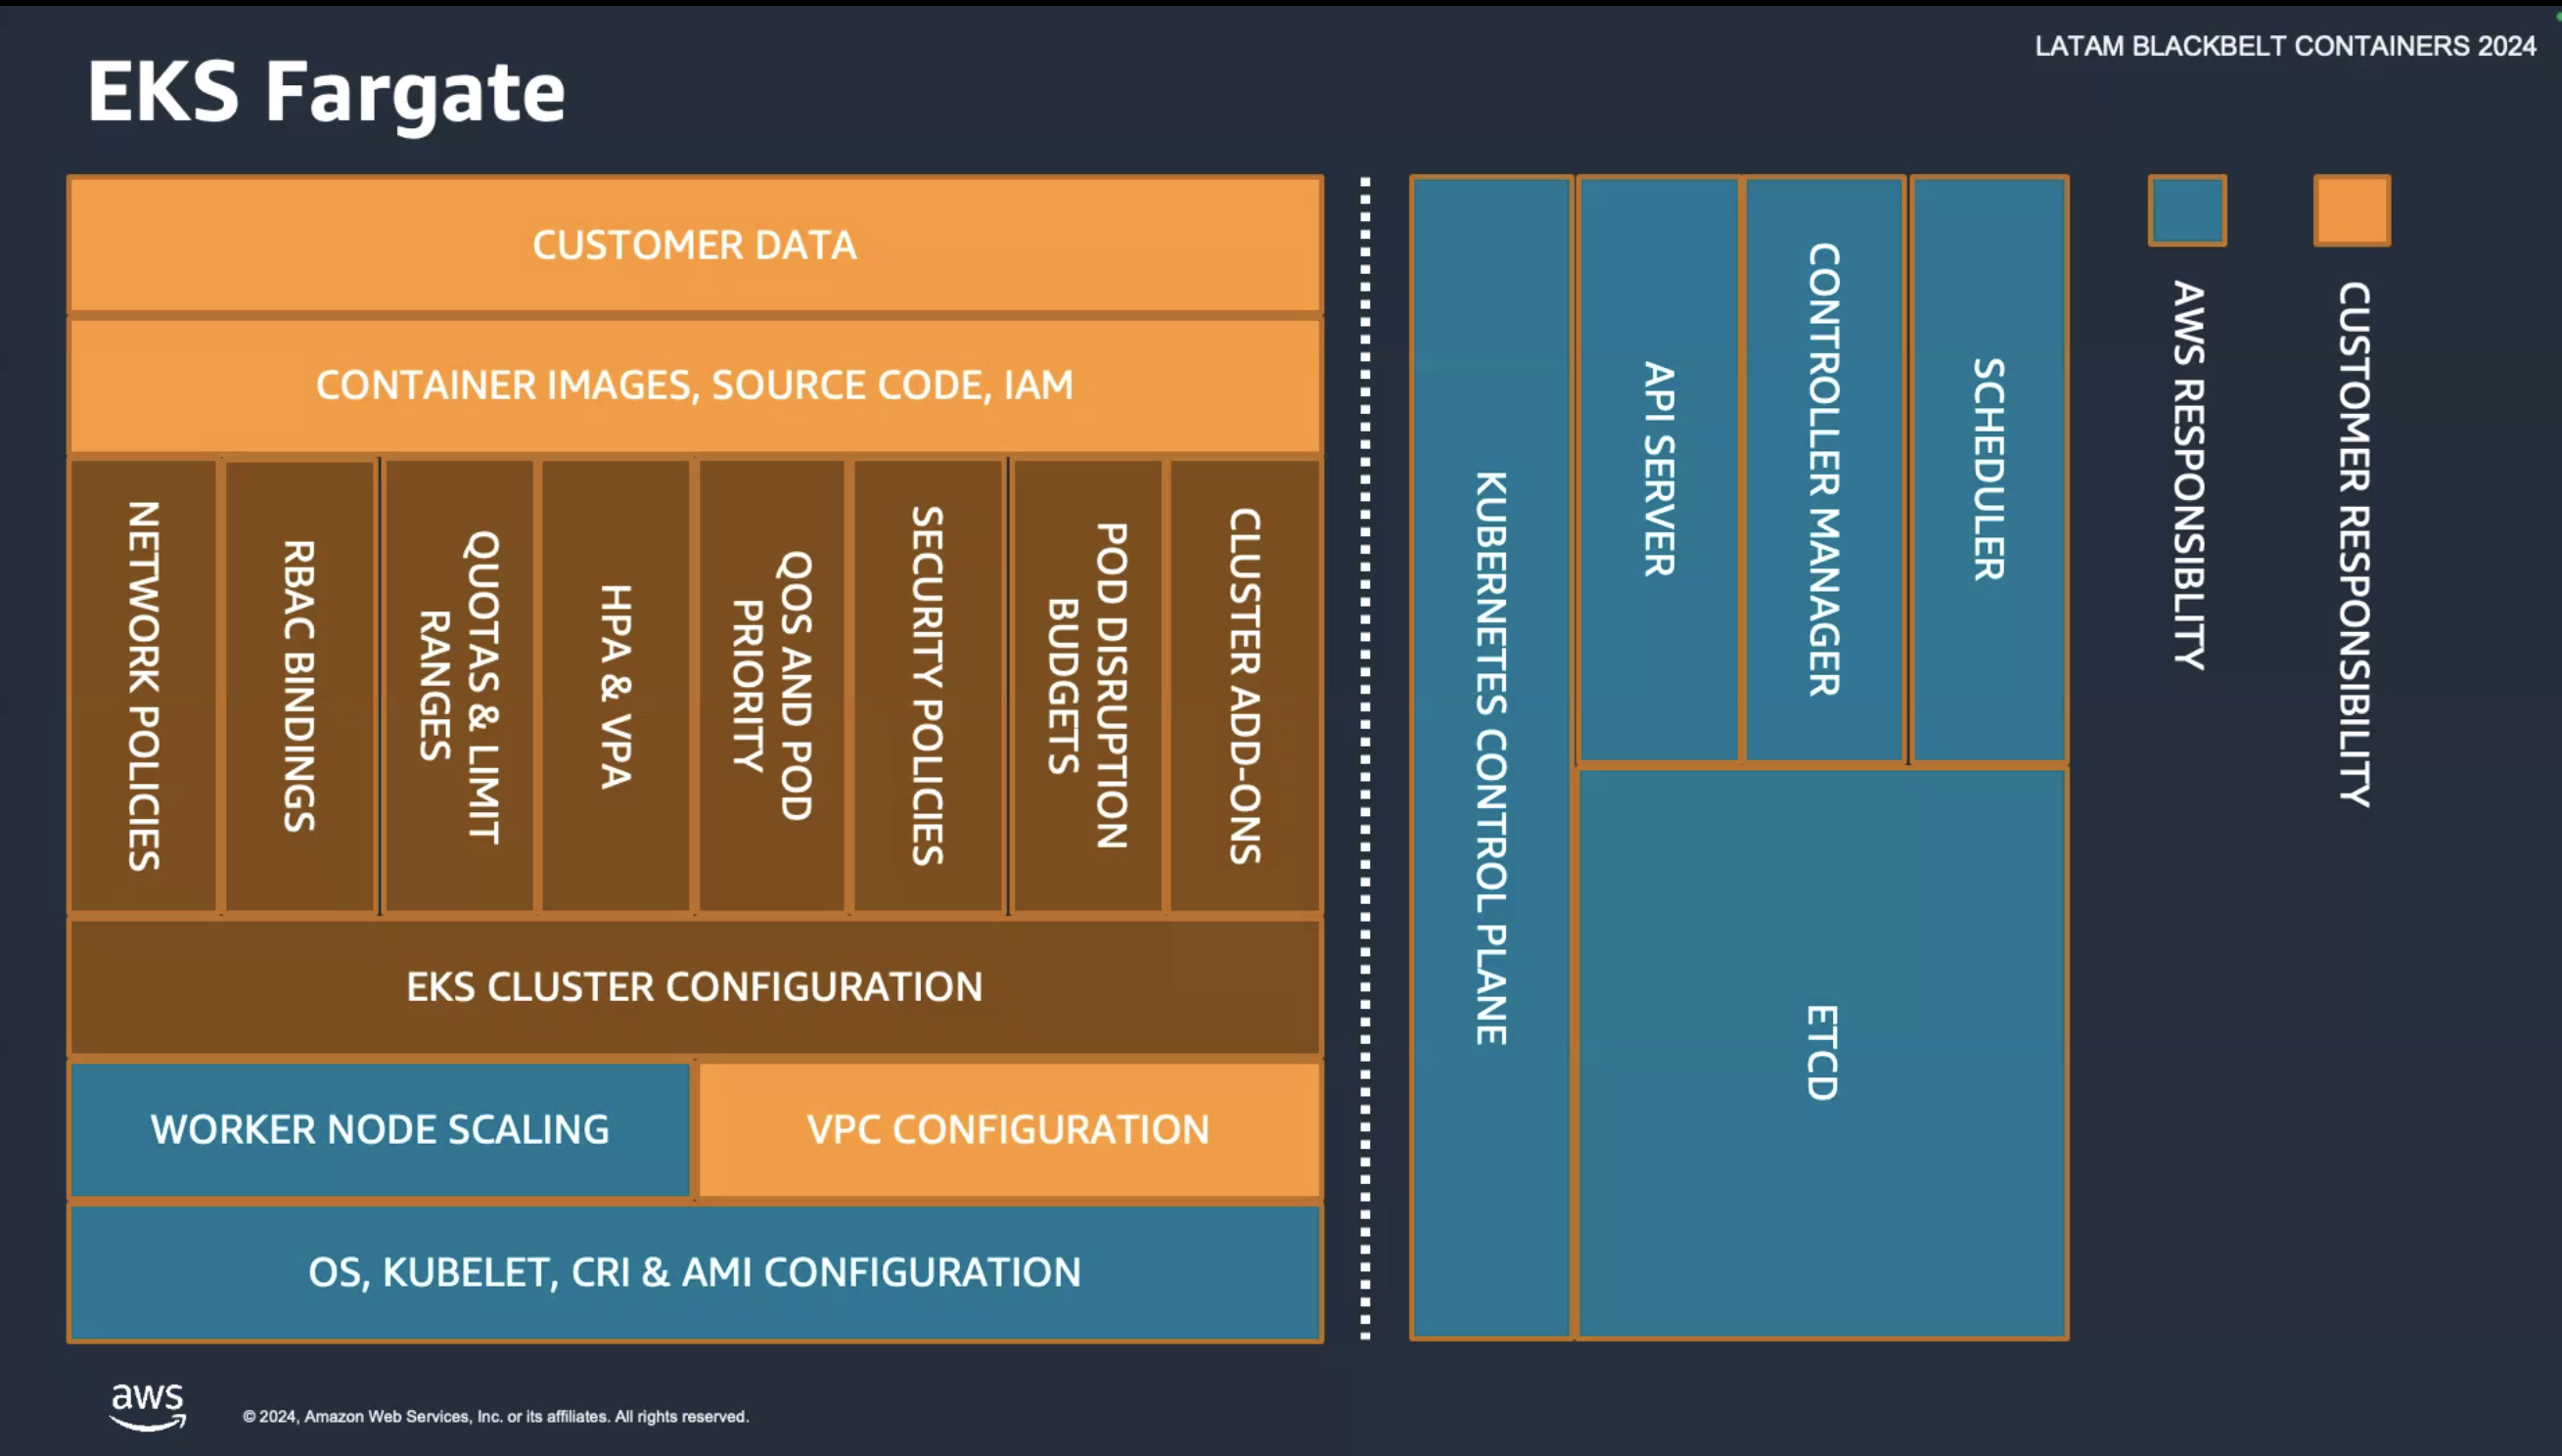 LATAM BLACKBELT CONTAINERS 2024
EKS Fargate
CUSTOMER DATA
CONTAINER IMAGES, SOURCE CODE, IAM
NETWORK POLICIES
RBAC BINDINGS
QUOTAS & LIMIT
RANGES
HPA & VPA
QOS AND POD
PRIORITY
SECURITY POLICIES
POD DISRUPTION
BUDGETS
CLUSTER ADD-ONS
EKS CLUSTER CONFIGURATION
WORKER NODE SCALING
VPC CONFIGURATION
OS, KUBELET, CRI & AMI CONFIGURATION
KUBERNETES CONTROL PLANE
API SERVER
CONTROLLER MANAGER
SCHEDULER
ETCD
AWS RESPONSIBLITY
CUSTOMER RESPONSIBILITY
aws
© 2024, Amazon Web Services, Inc. or its affiliates. All rights reserved.